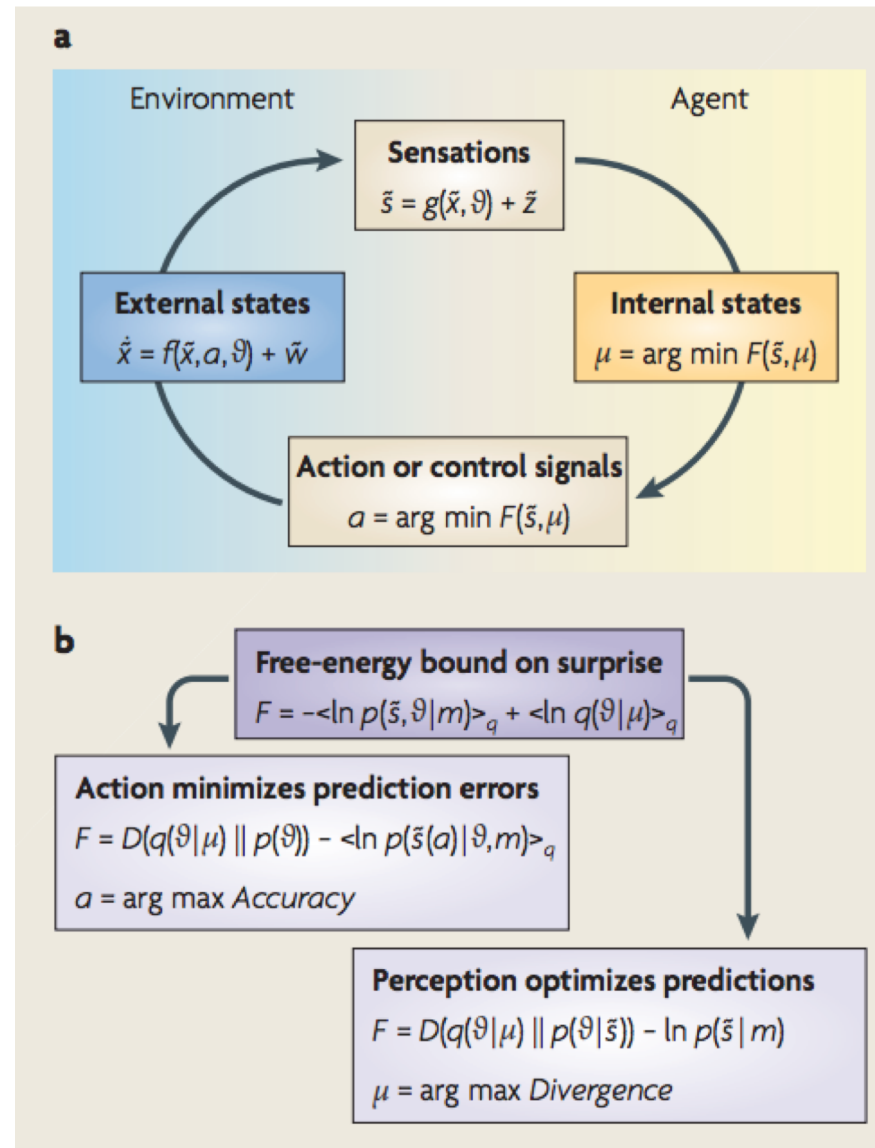 a
Environment
Agent
Sensations
s̃ = g(x̃, ϑ) + z̃
External states
x̃̇ = f(x̃,a,ϑ) + w̃
Internal states
μ = arg min F(s̃,μ)
Action or control signals
a = arg min F(s̃,μ)
b
Free-energy bound on surprise
F = −<ln p(s̃,ϑ|m)>q + <ln q(ϑ|μ)>q
Action minimizes prediction errors
F = D(q(ϑ|μ) || p(ϑ)) − <ln p(s̃(a)|ϑ,m)>q
a = arg max Accuracy
Perception optimizes predictions
F = D(q(ϑ|μ) || p(ϑ|s̃)) − ln p(s̃|m)
μ = arg max Divergence